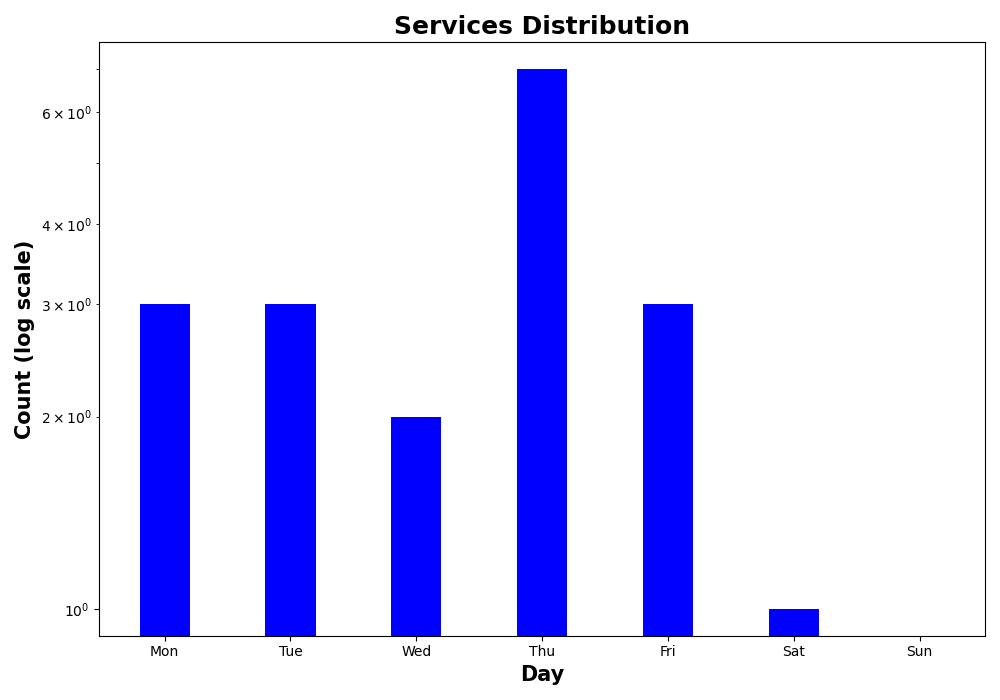 Services Distribution
Count (log scale)
6 × 10⁰
4 × 10⁰
3 × 10⁰
2 × 10⁰
10⁰
Mon Tue Wed Thu Fri Sat Sun
Day